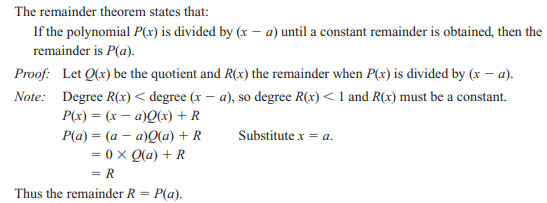 The remainder theorem states that:
If the polynomial P(x) is divided by (x − a) until a constant remainder is obtained, then the
remainder is P(a).
Proof: Let Q(x) be the quotient and R(x) the remainder when P(x) is divided by (x − a).
Note: Degree R(x) < degree (x − a), so degree R(x) < 1 and R(x) must be a constant.
P(x) = (x − a)Q(x) + R
P(a) = (a − a)Q(a) + R Substitute x = a.
= 0 × Q(a) + R
= R
Thus the remainder R = P(a).